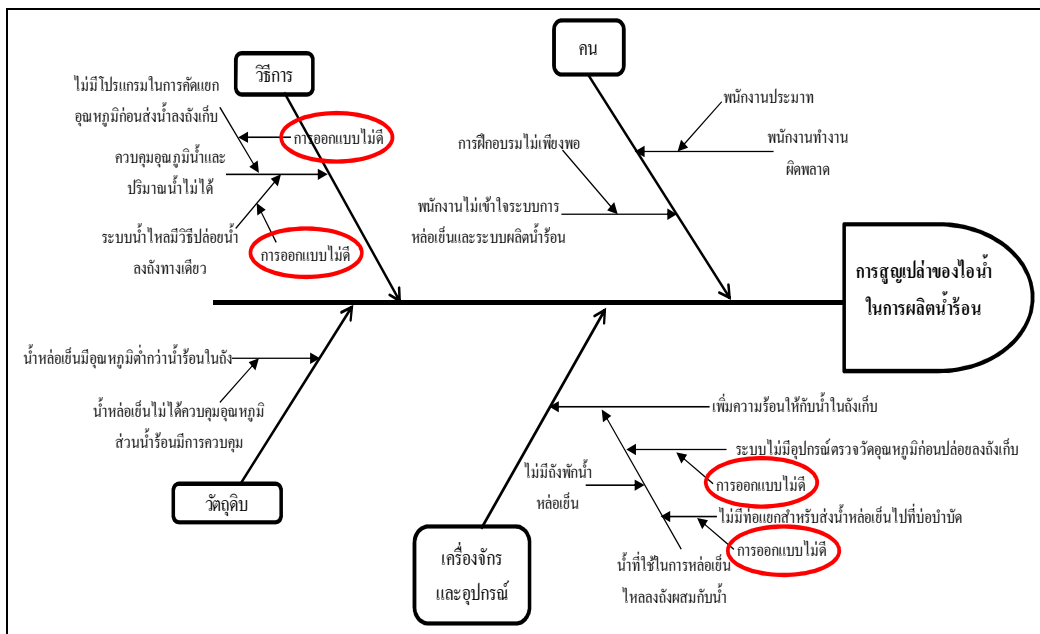 วิธีการ
ไม่มีโปรแกรมในการคัดแยก
อุณหภูมิก่อนส่งน้ำลงถังเก็บ
การออกแบบไม่ดี
ควบคุมอุณภูมิน้ำและ
ปริมาณน้ำไม่ได้
ระบบน้ำไหลมีวิธีปล่อยน้ำ
ลงถังทางเดียว
การออกแบบไม่ดี
คน
พนักงานประมาท
การฝึกอบรมไม่เพียงพอ
พนักงานทำงาน
ผิดพลาด
พนักงานไม่เข้าใจระบบการ
หล่อเย็นและระบบผลิตน้ำร้อน
การสูญเปล่าของไอน้ำ
ในการผลิตน้ำร้อน
น้ำหล่อเย็นมีอุณหภูมิต่ำกว่าน้ำร้อนในถัง
น้ำหล่อเย็นไม่ได้ควบคุมอุณหภูมิ
ส่วนน้ำร้อนมีการควบคุม
วัตถุดิบ
เพิ่มความร้อนให้กับน้ำในถังเก็บ
ระบบไม่มีอุปกรณ์ตรวจวัดอุณหภูมิก่อนปล่อยลงถังเก็บ
ไม่มีถังพักน้ำ
หล่อเย็น
การออกแบบไม่ดี
ไม่มีท่อแยกสำหรับส่งน้ำหล่อเย็นไปที่บ่อบำบัด
การออกแบบไม่ดี
น้ำที่ใช้ในการหล่อเย็น
ไหลลงถังผสมกับน้ำ
เครื่องจักร
และอุปกรณ์